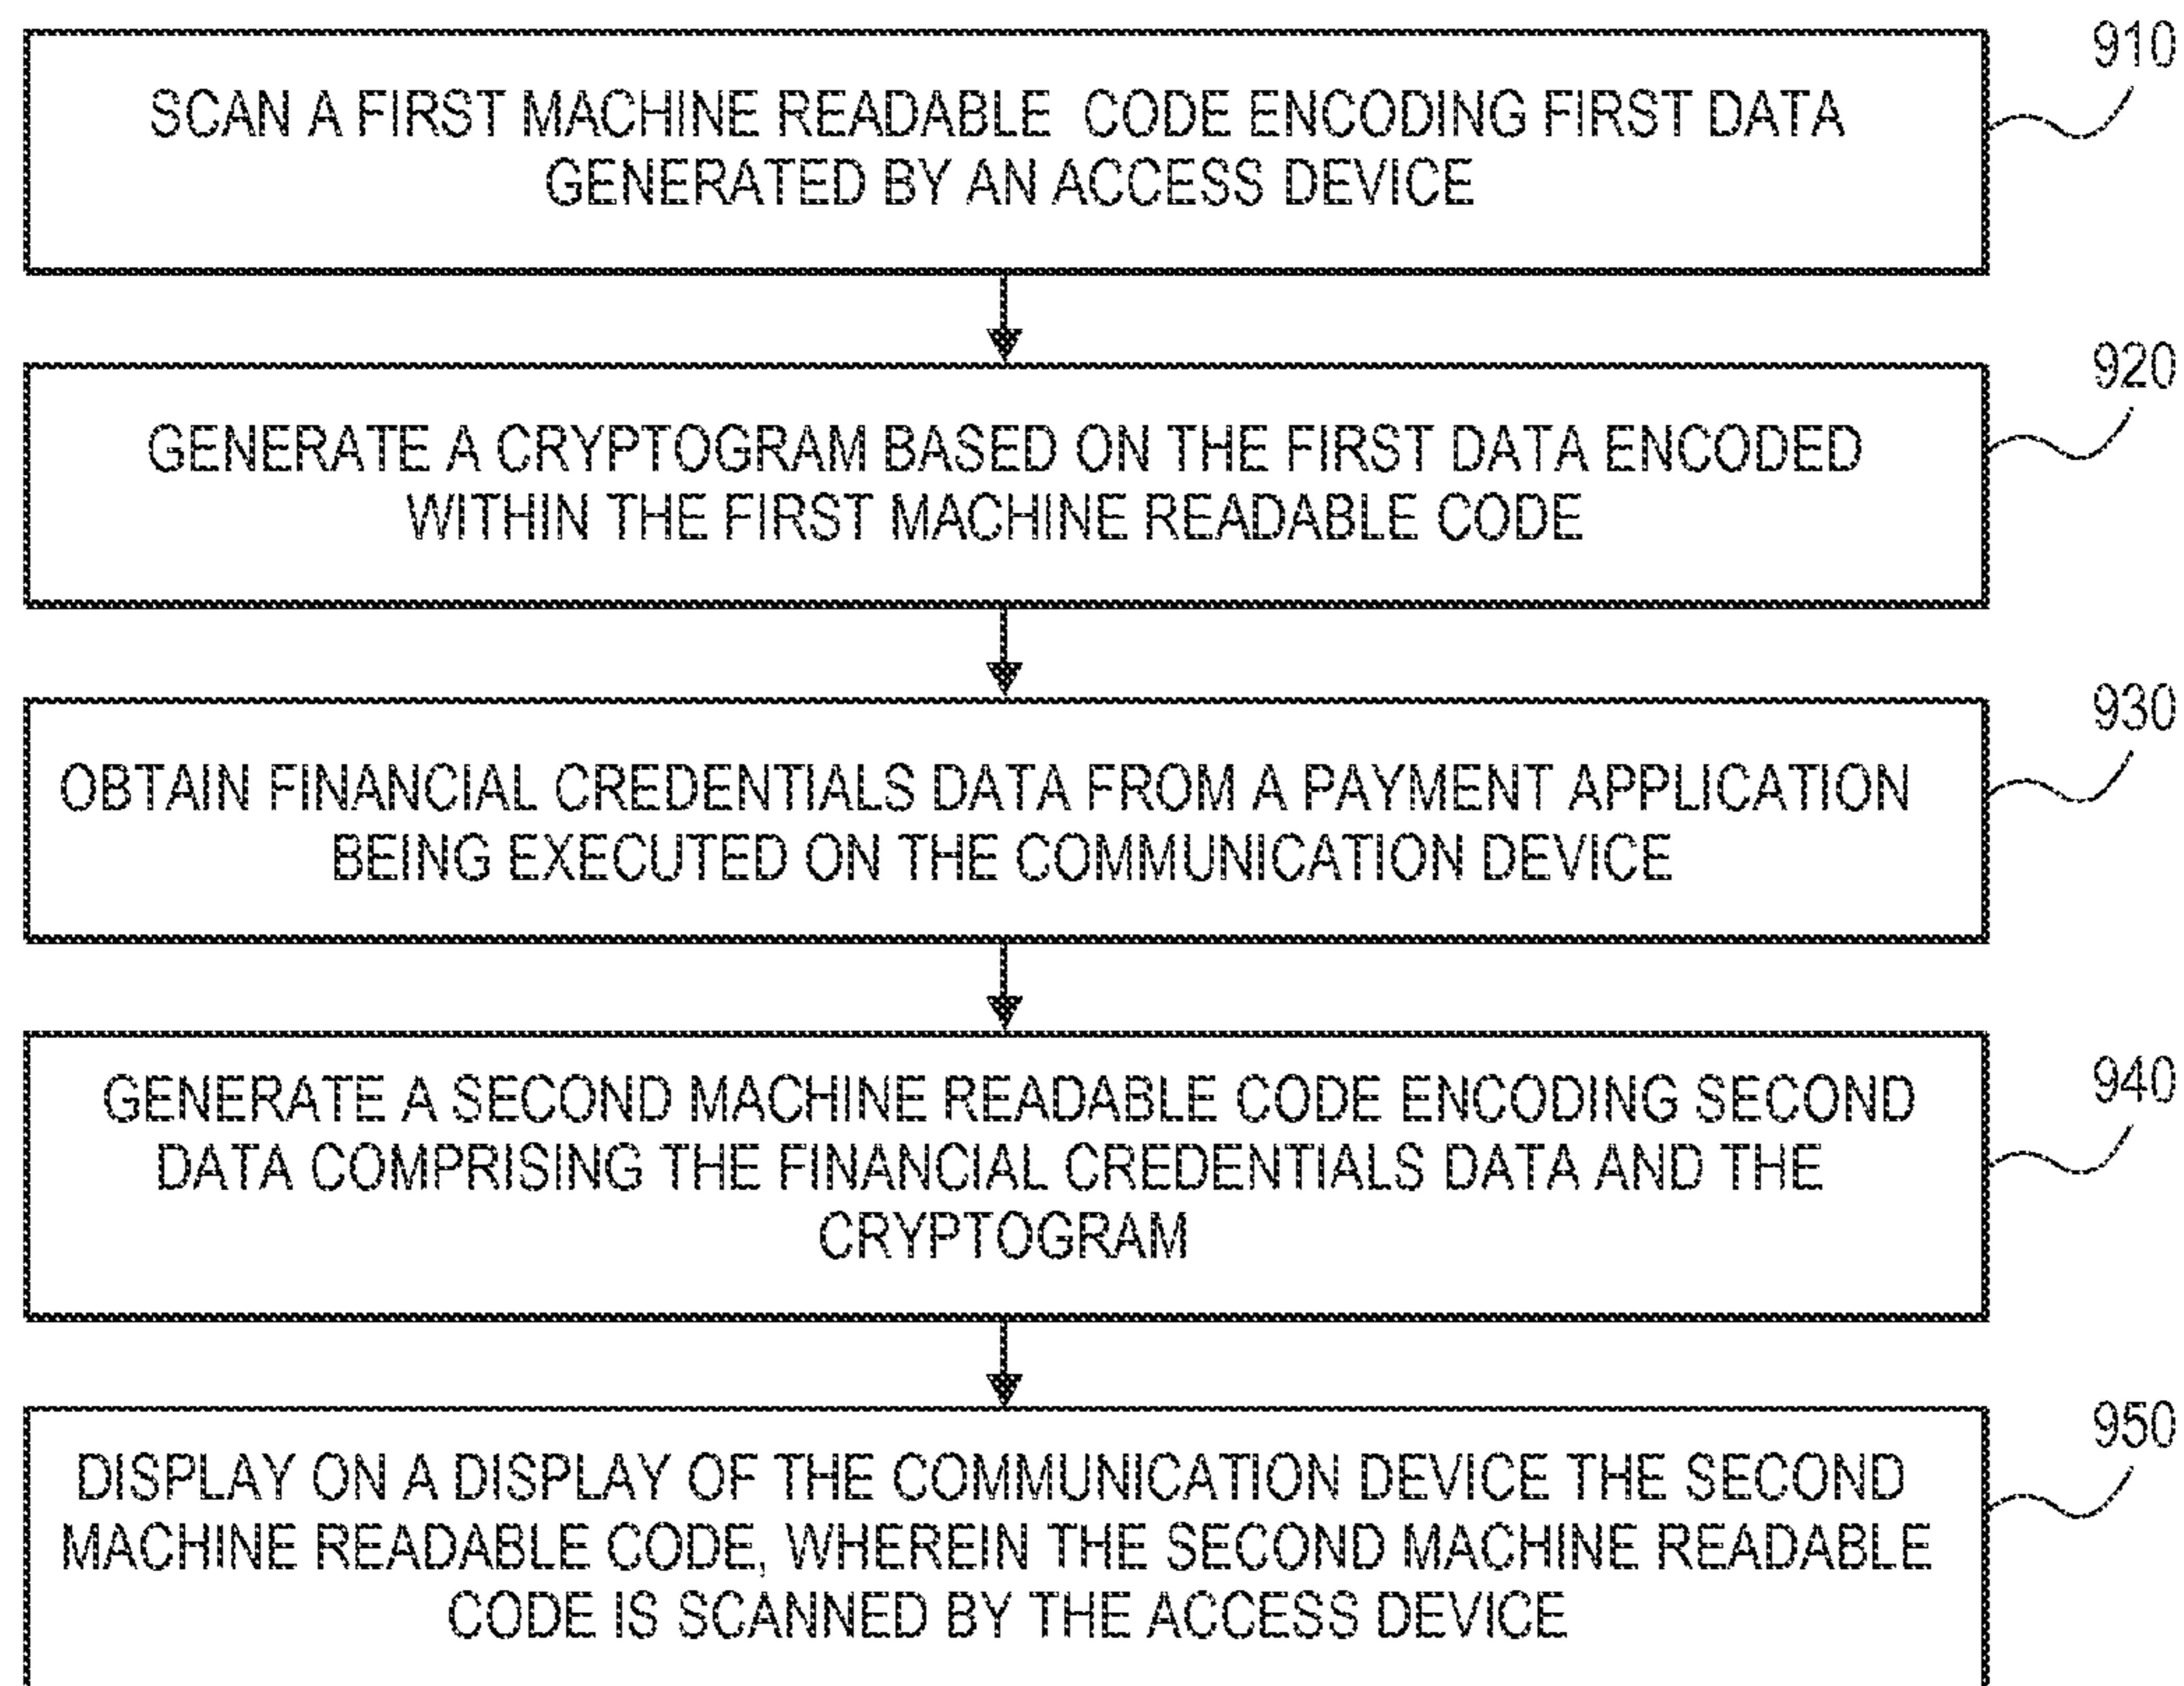 910
SCAN A FIRST MACHINE READABLE CODE ENCODING FIRST DATA
GENERATED BY AN ACCESS DEVICE
920
GENERATE A CRYPTOGRAM BASED ON THE FIRST DATA ENCODED
WITHIN THE FIRST MACHINE READABLE CODE
930
OBTAIN FINANCIAL CREDENTIALS DATA FROM A PAYMENT APPLICATION
BEING EXECUTED ON THE COMMUNICATION DEVICE
940
GENERATE A SECOND MACHINE READABLE CODE ENCODING SECOND
DATA COMPRISING THE FINANCIAL CREDENTIALS DATA AND THE
CRYPTOGRAM
950
DISPLAY ON A DISPLAY OF THE COMMUNICATION DEVICE THE SECOND
MACHINE READABLE CODE, WHEREIN THE SECOND MACHINE READABLE
CODE IS SCANNED BY THE ACCESS DEVICE